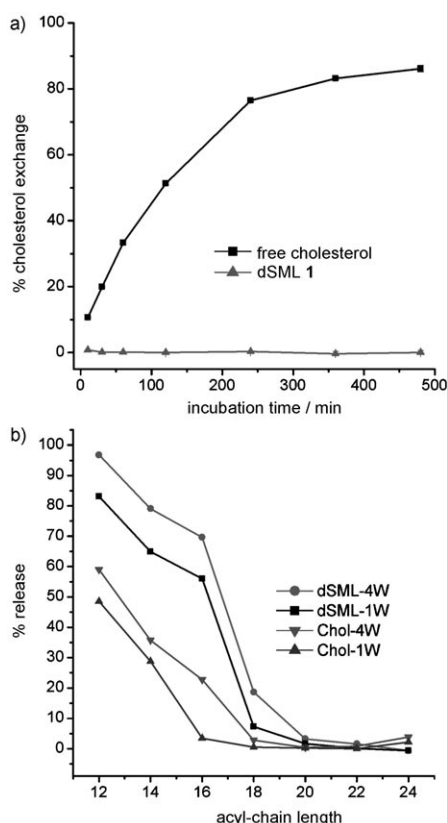 a)
% cholesterol exchange
100
80
60
40
20
0
free cholesterol
dSML 1
0 100 200 300 400 500
incubation time / min
b)
% release
100
90
80
70
60
50
40
30
20
10
0
dSML-4W
dSML-1W
Chol-4W
Chol-1W
12 14 16 18 20 22 24
acyl-chain length